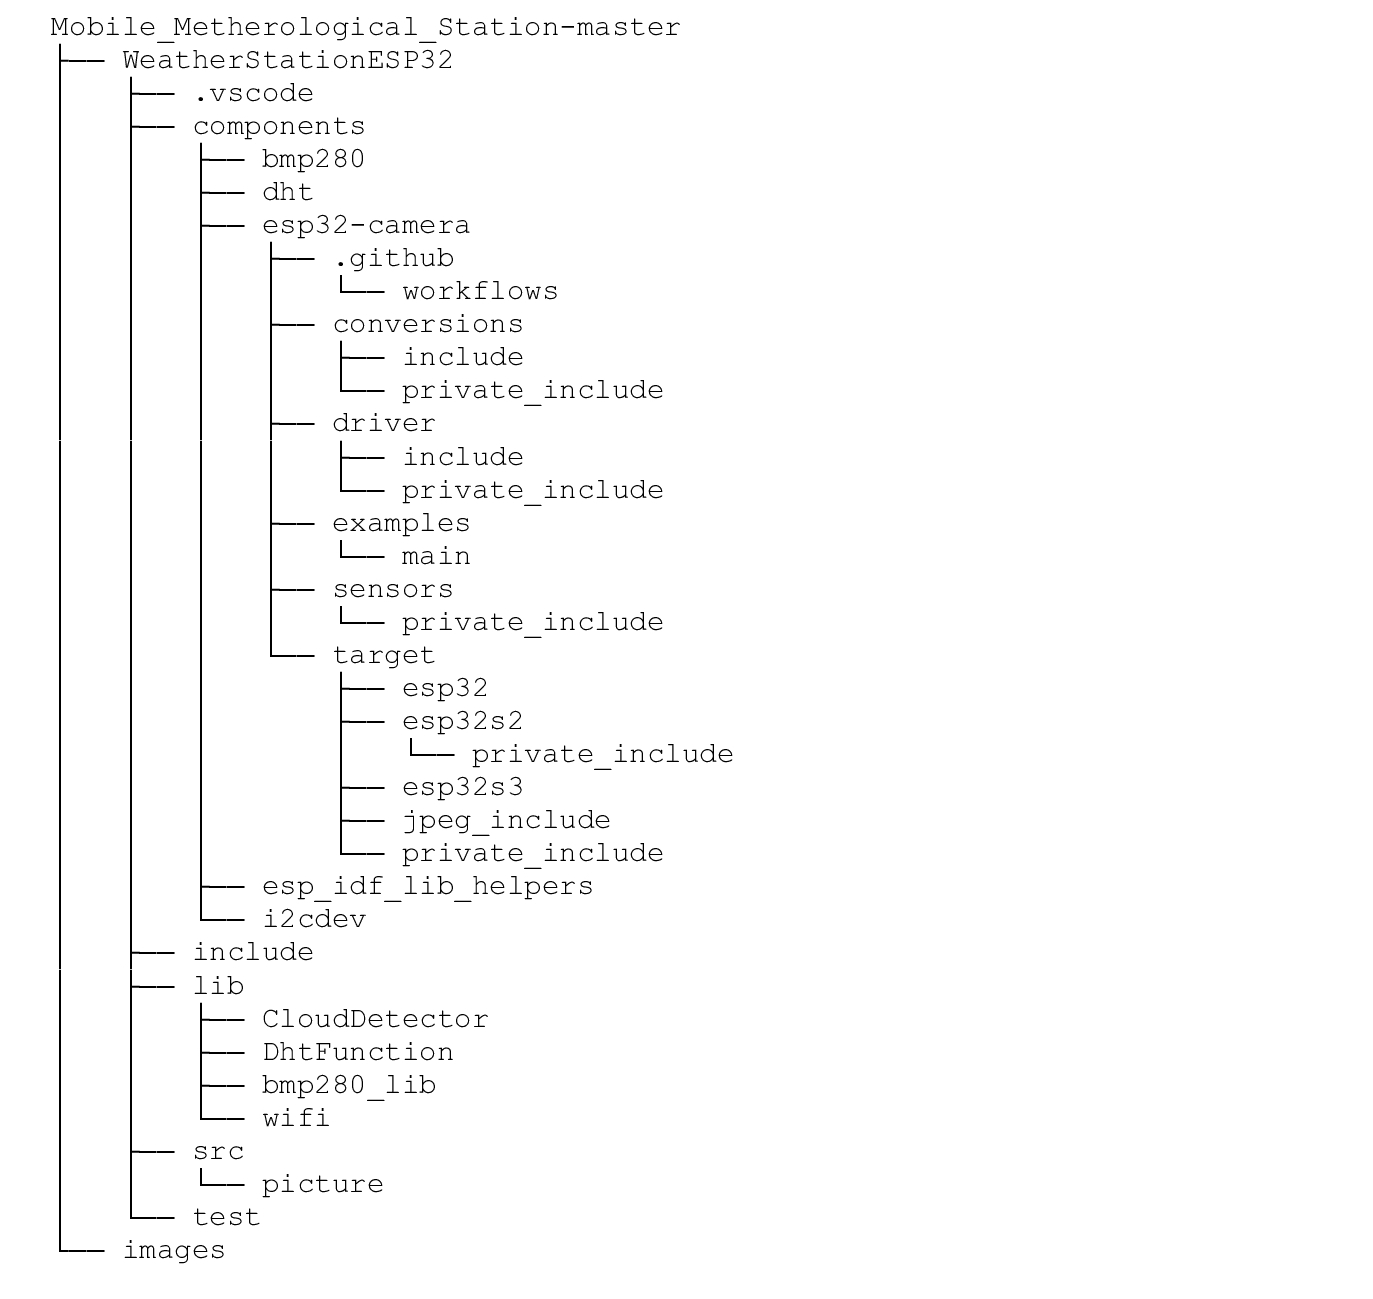 Mobile_Metherological_Station-master
├── WeatherStationESP32
│   ├── .vscode
│   ├── components
│   │   ├── bmp280
│   │   ├── dht
│   │   ├── esp32-camera
│   │   │   ├── .github
│   │   │   │   └── workflows
│   │   │   ├── conversions
│   │   │   │   ├── include
│   │   │   │   └── private_include
│   │   │   ├── driver
│   │   │   │   ├── include
│   │   │   │   └── private_include
│   │   │   ├── examples
│   │   │   │   └── main
│   │   │   ├── sensors
│   │   │   │   └── private_include
│   │   │   └── target
│   │   │       ├── esp32
│   │   │       ├── esp32s2
│   │   │       │   └── private_include
│   │   │       ├── esp32s3
│   │   │       ├── jpeg_include
│   │   │       └── private_include
│   │   ├── esp_idf_lib_helpers
│   │   └── i2cdev
│   ├── include
│   ├── lib
│   │   ├── CloudDetector
│   │   ├── DhtFunction
│   │   ├── bmp280_lib
│   │   └── wifi
│   ├── src
│   │   └── picture
│   └── test
└── images